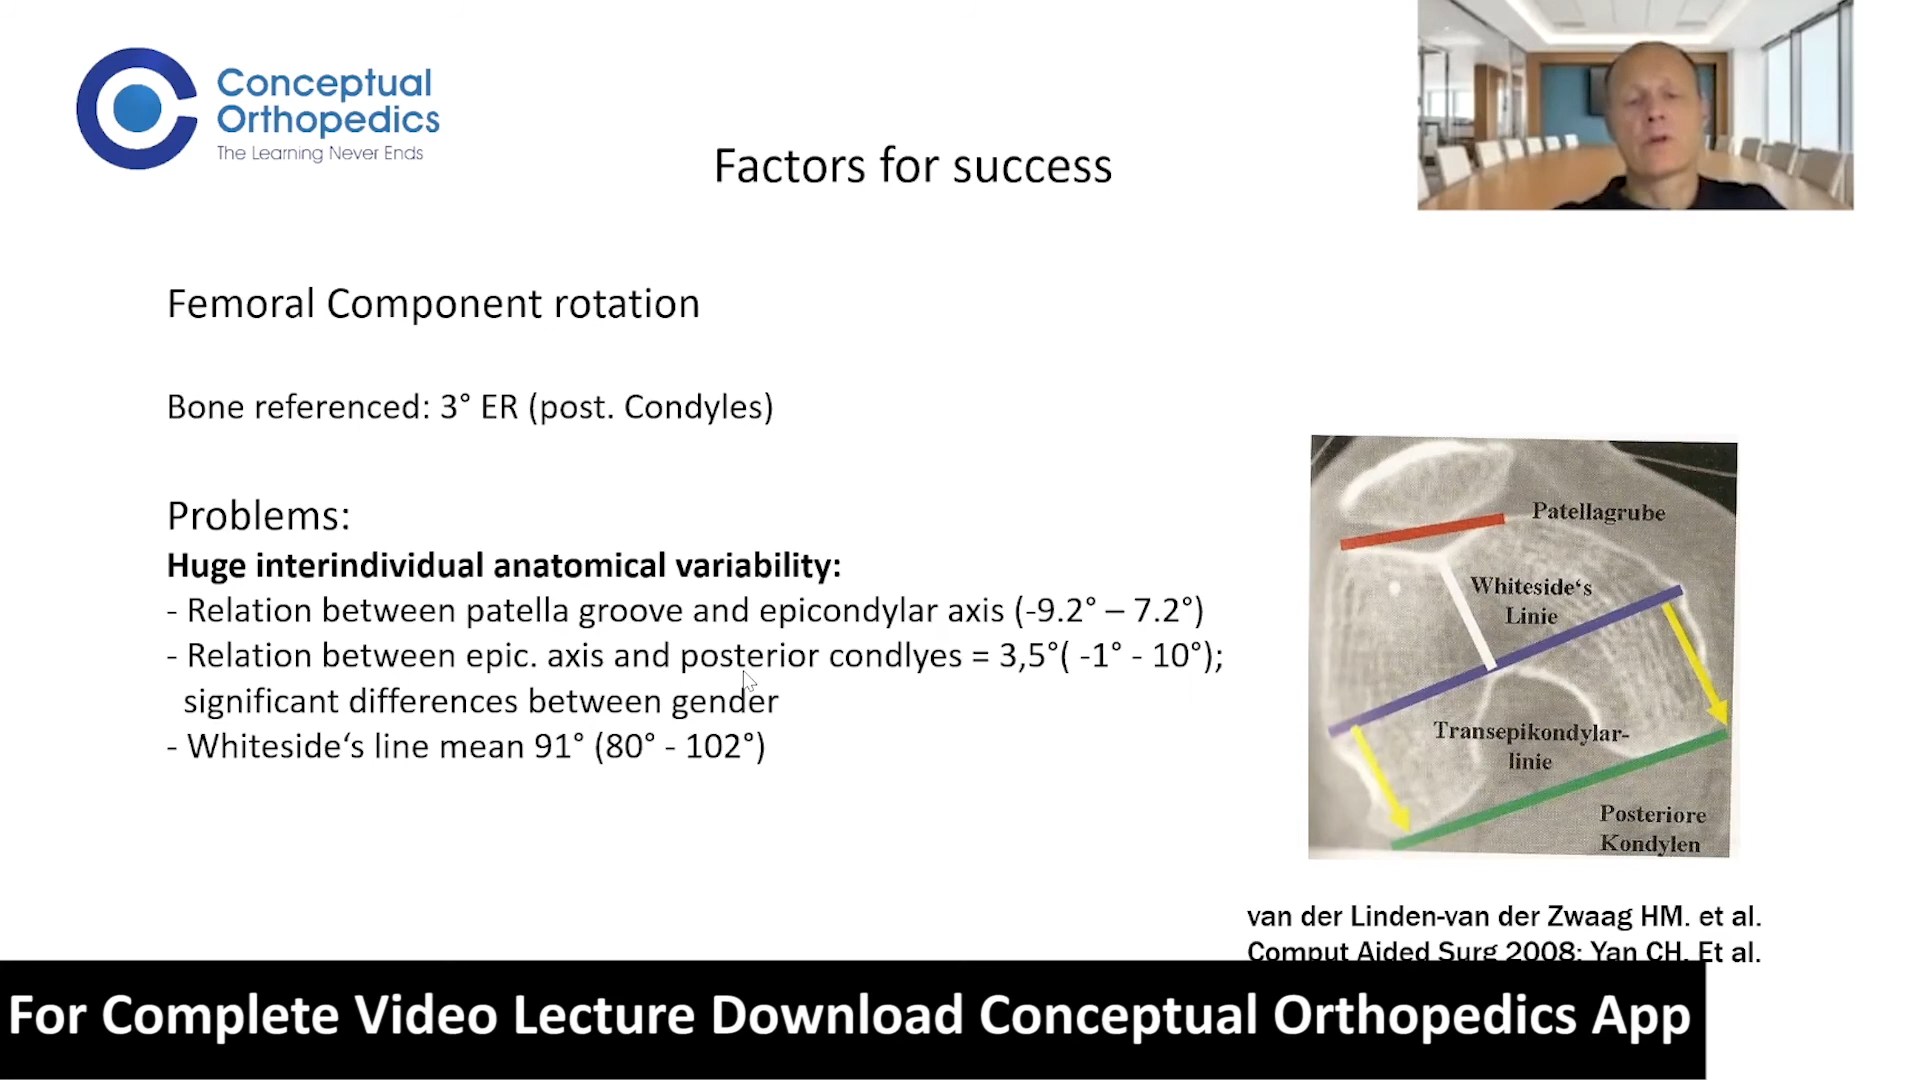 Conceptual
Orthopedics
The Learning Never Ends
Factors for success
Femoral Component rotation
Bone referenced: 3° ER (post. Condyles)
Problems:
Huge interindividual anatomical variability:
- Relation between patella groove and epicondylar axis (-9.2° – 7.2°)
- Relation between epic. axis and posterior condlyes = 3,5°( -1° - 10°);
significant differences between gender
- Whiteside‘s line mean 91° (80° - 102°)
Patellagrube
Whiteside‘s
Linie
Transepikondylar-
linie
Posteriore
Kondylen
van der Linden-van der Zwaag HM. et al.
Comput Aided Surg 2008; Yan CH. Et al.
For Complete Video Lecture Download Conceptual Orthopedics App